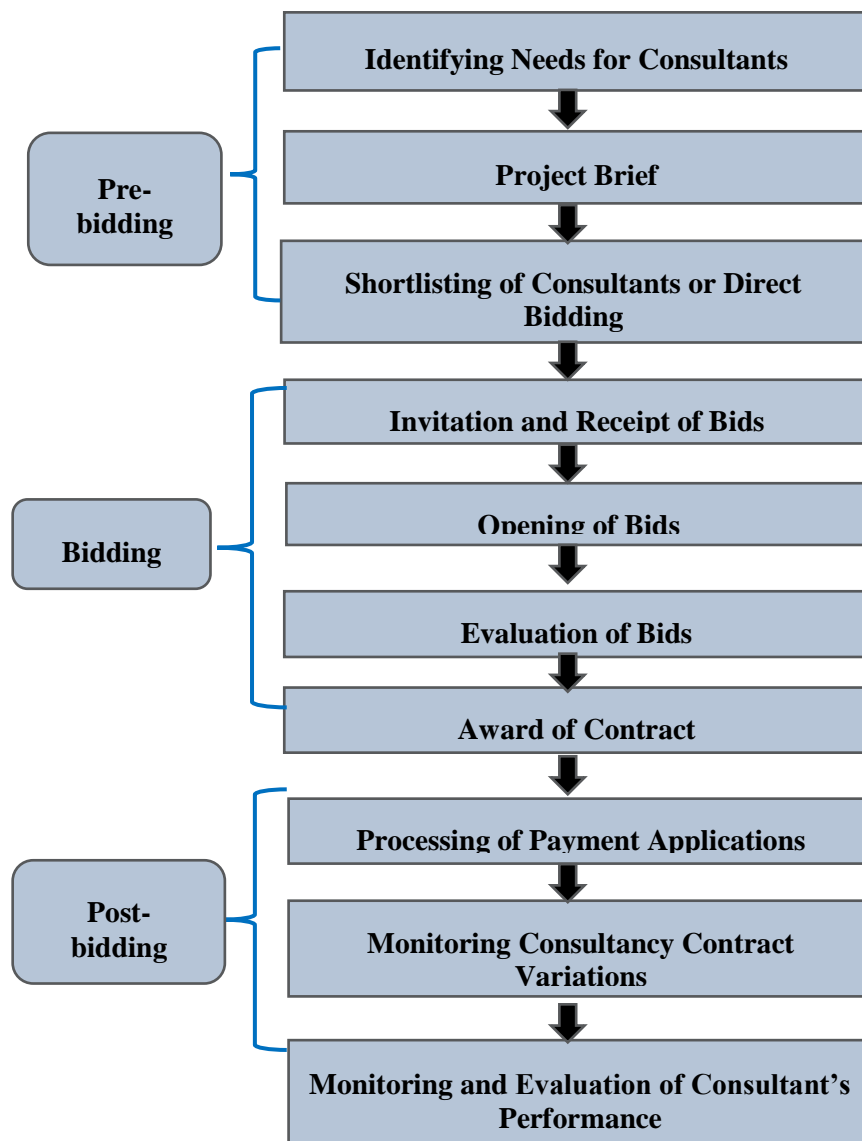 Identifying Needs for Consultants
Pre-
bidding
Project Brief
Shortlisting of Consultants or Direct
Bidding
Invitation and Receipt of Bids
Opening of Bids
Bidding
Evaluation of Bids
Award of Contract
Processing of Payment Applications
Post-
bidding
Monitoring Consultancy Contract
Variations
Monitoring and Evaluation of Consultant’s
Performance